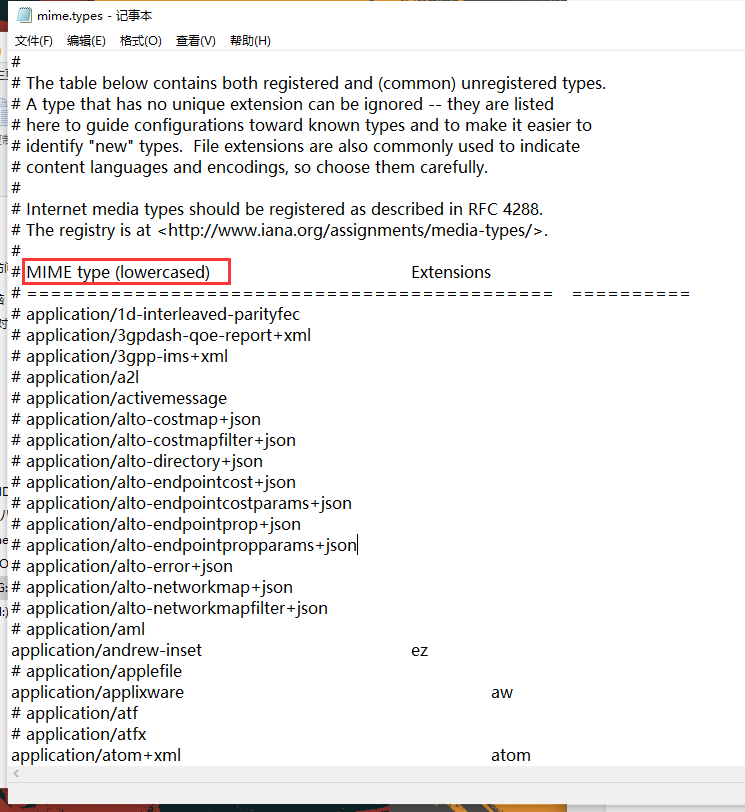 mime.types - 记事本
文件(F) 编辑(E) 格式(O) 查看(V) 帮助(H)
#
# The table below contains both registered and (common) unregistered types.
# A type that has no unique extension can be ignored -- they are listed
# here to guide configurations toward known types and to make it easier to
# identify "new" types.  File extensions are also commonly used to indicate
# content languages and encodings, so choose them carefully.
#
# Internet media types should be registered as described in RFC 4288.
# The registry is at <http://www.iana.org/assignments/media-types/>.
#
# MIME type (lowercased) Extensions
# ============================================ ==========
# application/1d-interleaved-parityfec
# application/3gpdash-qoe-report+xml
# application/3gpp-ims+xml
# application/a2l
# application/activemessage
# application/alto-costmap+json
# application/alto-costmapfilter+json
# application/alto-directory+json
# application/alto-endpointcost+json
# application/alto-endpointcostparams+json
# application/alto-endpointprop+json
# application/alto-endpointpropparams+json
# application/alto-error+json
# application/alto-networkmap+json
# application/alto-networkmapfilter+json
# application/aml
application/andrew-inset ez
# application/applefile
application/applixware aw
# application/atf
# application/atfx
application/atom+xml atom